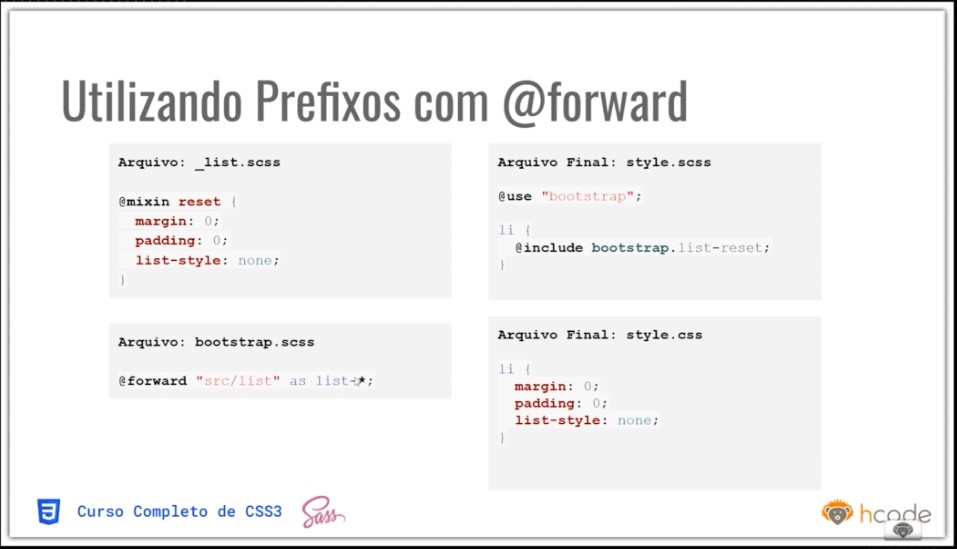 Utilizando Prefixos com @forward
Arquivo: _list.scss
@mixin reset {
margin: 0;
padding: 0;
list-style: none;
}
Arquivo: bootstrap.scss
@forward "src/list" as list-*;
Arquivo Final: style.scss
@use "bootstrap";
li {
@include bootstrap.list-reset;
}
Arquivo Final: style.css
li {
margin: 0;
padding: 0;
list-style: none;
}
Curso Completo de CSS3
Sass
hcode